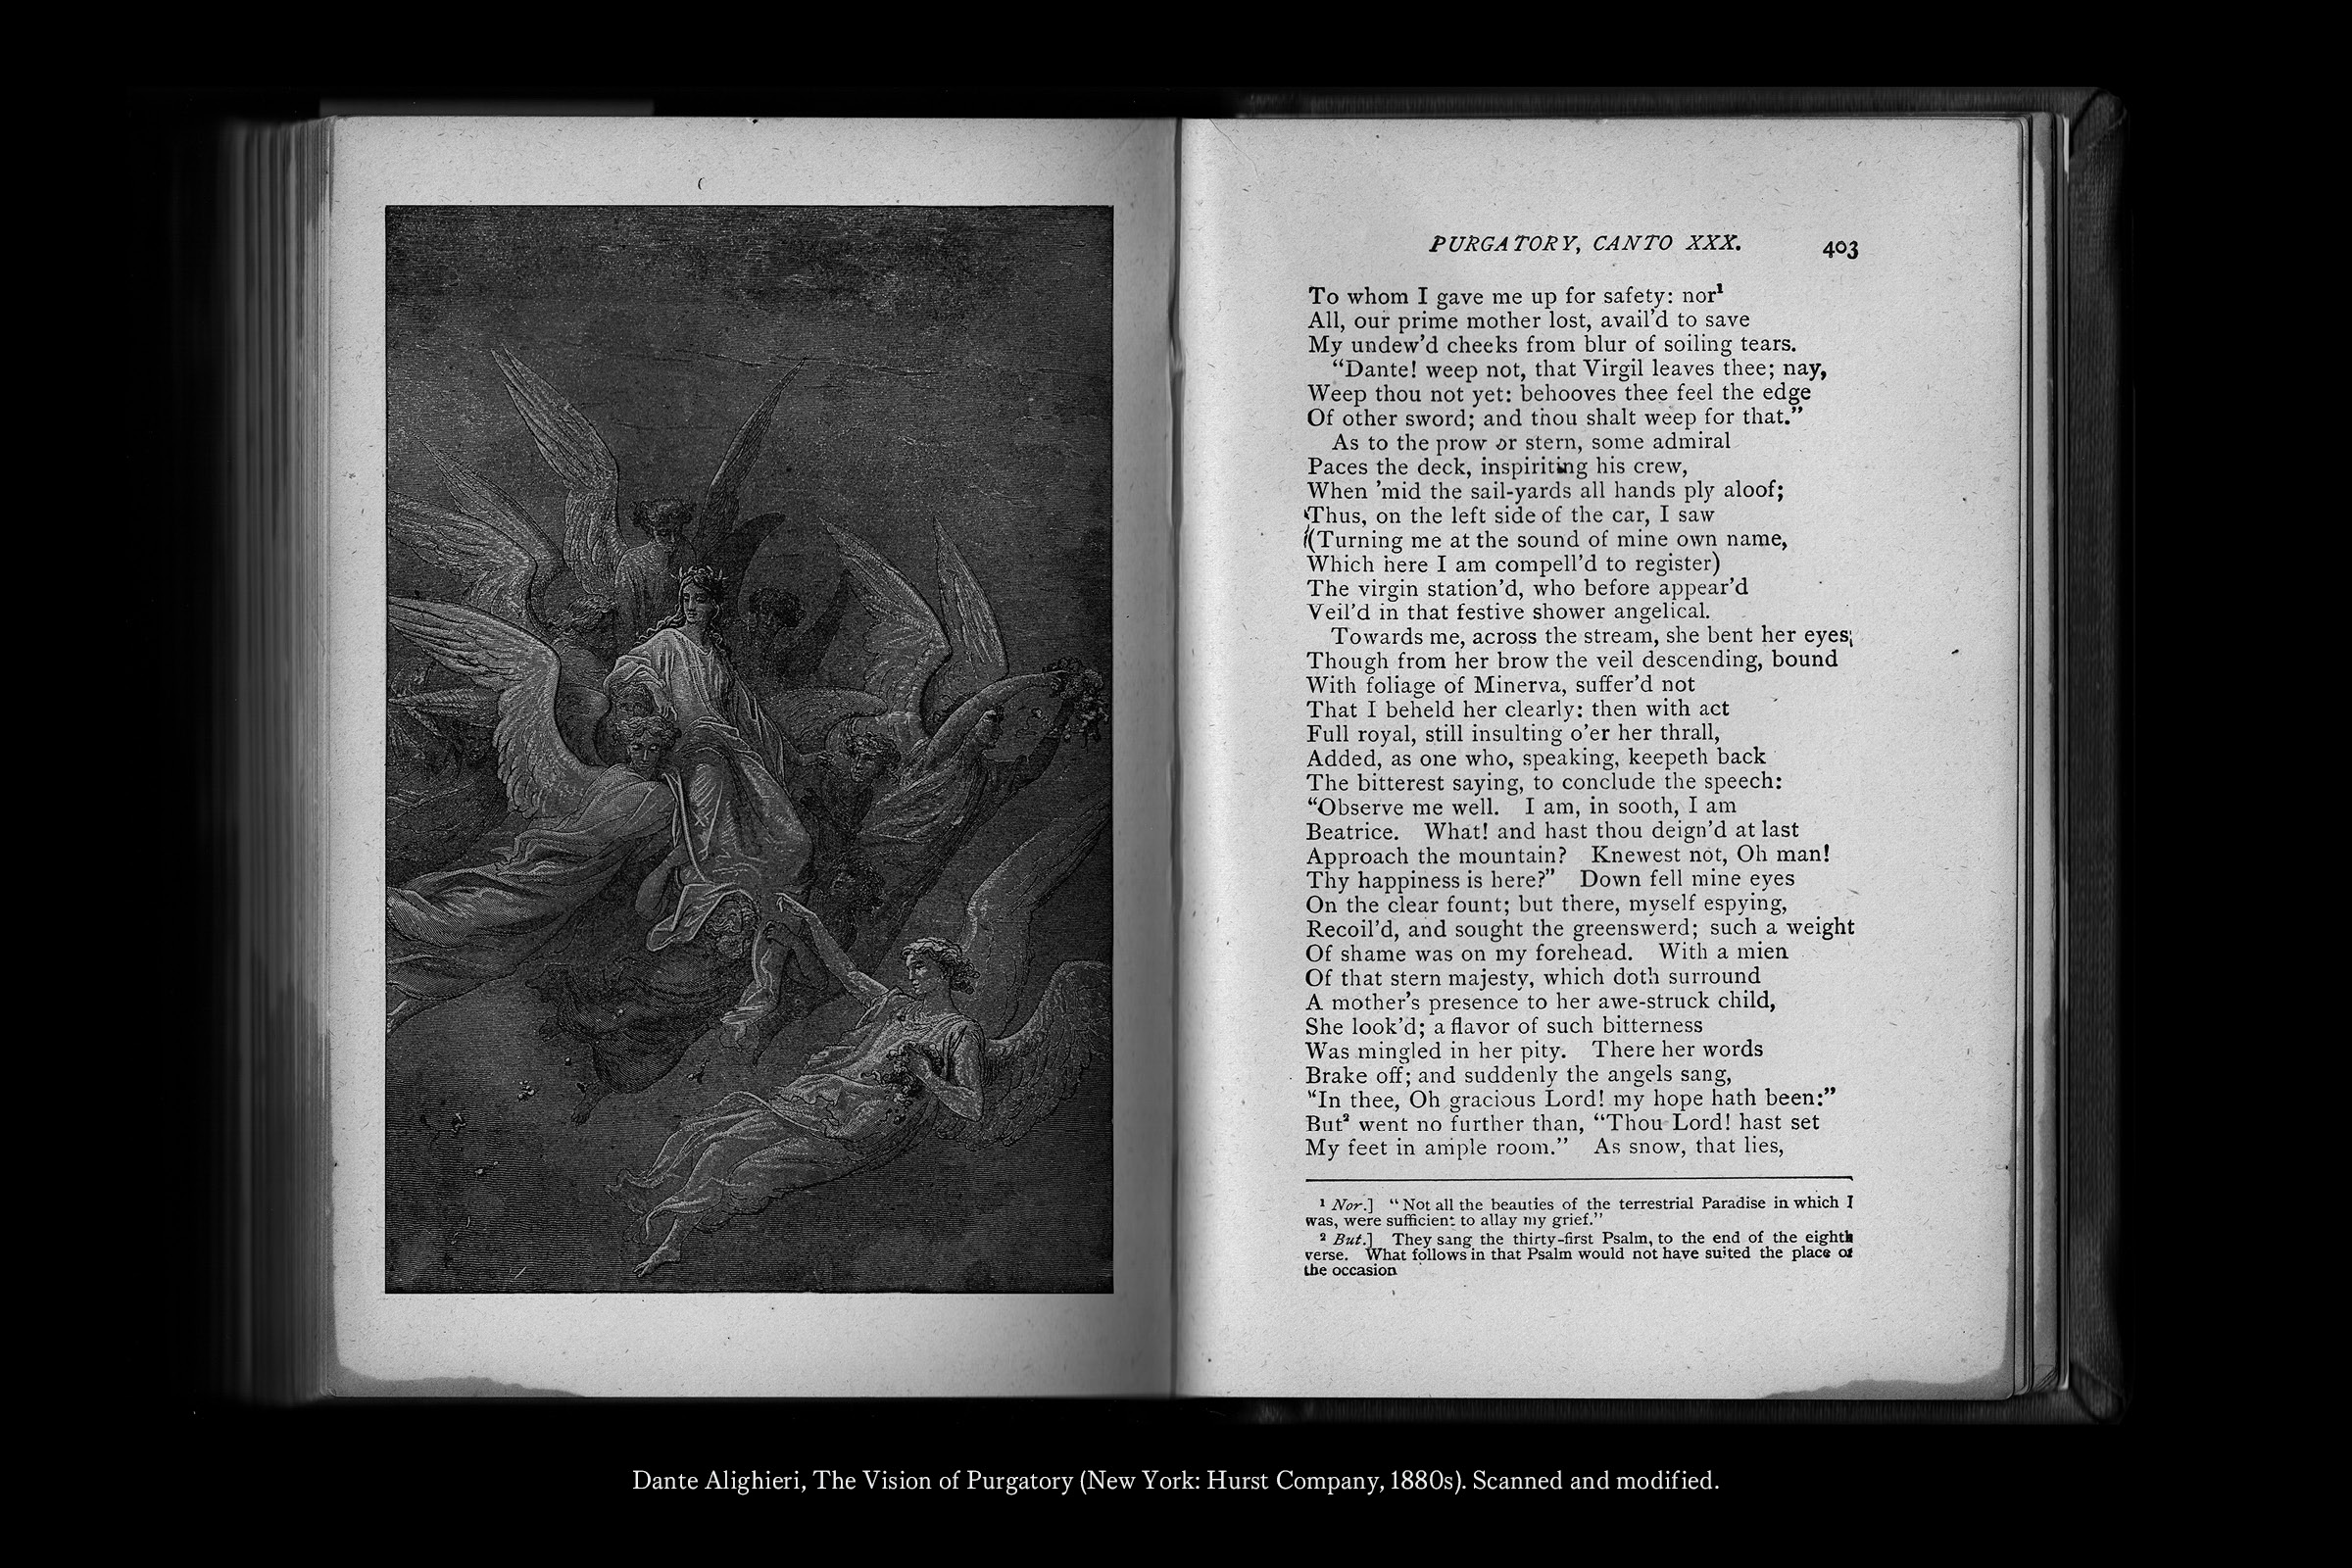 PURGATORY, CANTO XXX. 403
To whom I gave me up for safety: nor¹
All, our prime mother lost, avail'd to save
My undew'd cheeks from blur of soiling tears.
“Dante! weep not, that Virgil leaves thee; nay,
Weep thou not yet: behooves thee feel the edge
Of other sword; and thou shalt weep for that.”
As to the prow or stern, some admiral
Paces the deck, inspiriting his crew,
When ’mid the sail-yards all hands ply aloof;
Thus, on the left side of the car, I saw
(Turning me at the sound of mine own name,
Which here I am compell’d to register)
The virgin station’d, who before appear’d
Veil’d in that festive shower angelical.
Towards me, across the stream, she bent her eyes;
Though from her brow the veil descending, bound
With foliage of Minerva, suffer’d not
That I beheld her clearly: then with act
Full royal, still insulting o’er her thrall,
Added, as one who, speaking, keepeth back
The bitterest saying, to conclude the speech:
“Observe me well. I am, in sooth, I am
Beatrice. What! and hast thou deign’d at last
Approach the mountain? Knewest not, Oh man!
Thy happiness is here?” Down fell mine eyes
On the clear fount; but there, myself espying,
Recoil’d, and sought the greenswerd; such a weight
Of shame was on my forehead. With a mien
Of that stern majesty, which doth surround
A mother’s presence to her awe-struck child,
She look’d; a flavor of such bitterness
Was mingled in her pity. There her words
Brake off; and suddenly the angels sang,
“In thee, Oh gracious Lord! my hope hath been:”
But² went no further than, “Thou Lord! hast set
My feet in ample room.” As snow, that lies,
¹ Nor.] “Not all the beauties of the terrestrial Paradise in which I
was, were sufficient to allay my grief.”
² But.] They sang the thirty-first Psalm, to the end of the eighth
verse. What follows in that Psalm would not have suited the place or
the occasion
Dante Alighieri, The Vision of Purgatory (New York: Hurst Company, 1880s). Scanned and modified.